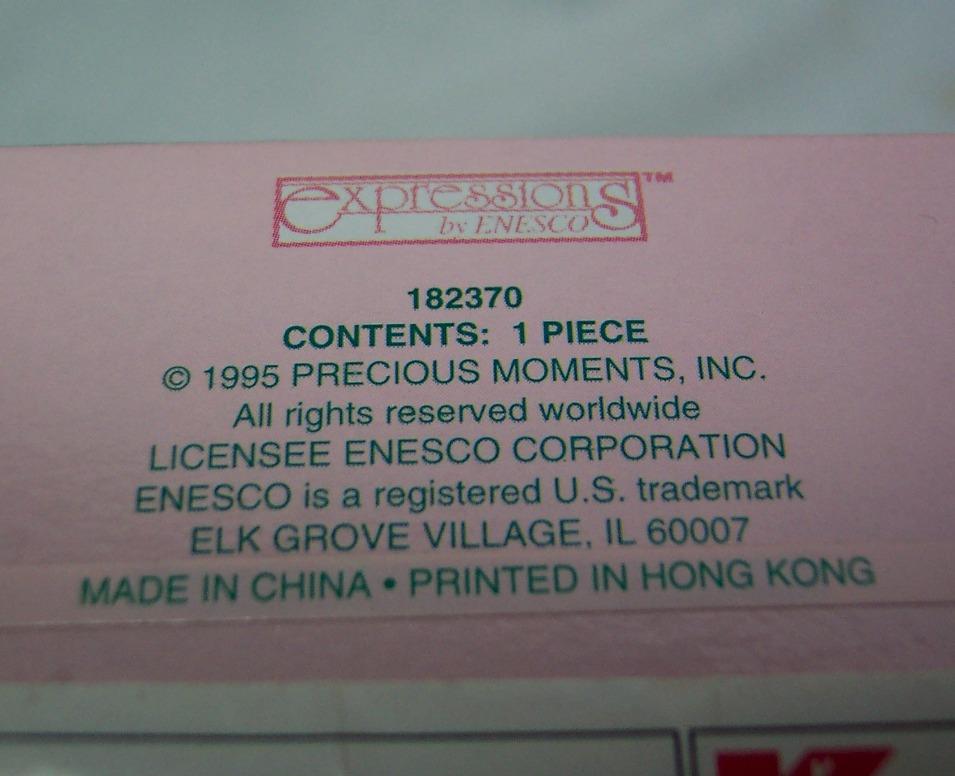 expressions™
by ENESCO
182370
CONTENTS: 1 PIECE
© 1995 PRECIOUS MOMENTS, INC.
All rights reserved worldwide
LICENSEE ENESCO CORPORATION
ENESCO is a registered U.S. trademark
ELK GROVE VILLAGE, IL 60007
MADE IN CHINA • PRINTED IN HONG KONG